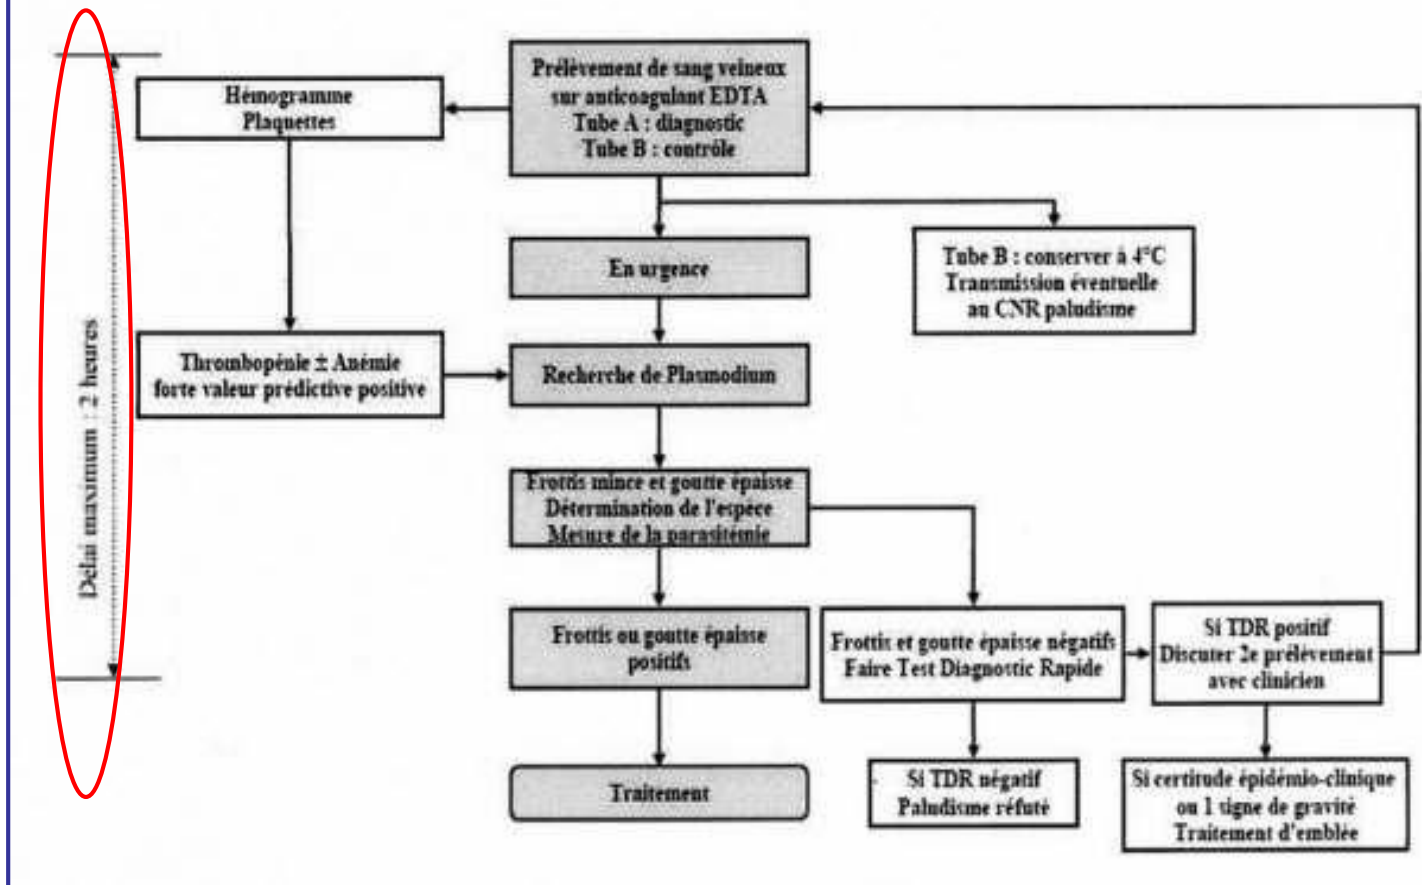 Prélèvement de sang veineux
sur anticoagulant EDTA
Tube A : diagnostic
Tube B : contrôle
Hémogramme
Plaquettes
En urgence
Tube B : conserver à 4°C
Transmission éventuelle
au CNR paludisme
Délai maximum : 2 heures
Thrombopénie ± Anémie
forte valeur prédictive positive
Recherche de Plasmodium
Frottis mince et goutte épaisse
Détermination de l'espèce
Mesure de la parasitémie
Frottis ou goutte épaisse
positifs
Frottis et goutte épaisse négatifs
Faire Test Diagnostic Rapide
Si TDR positif
Discuter 2e prélèvement
avec clinicien
Traitement
Si TDR négatif
Paludisme réfuté
Si certitude épidémio-clinique
ou 1 signe de gravité
Traitement d'emblée